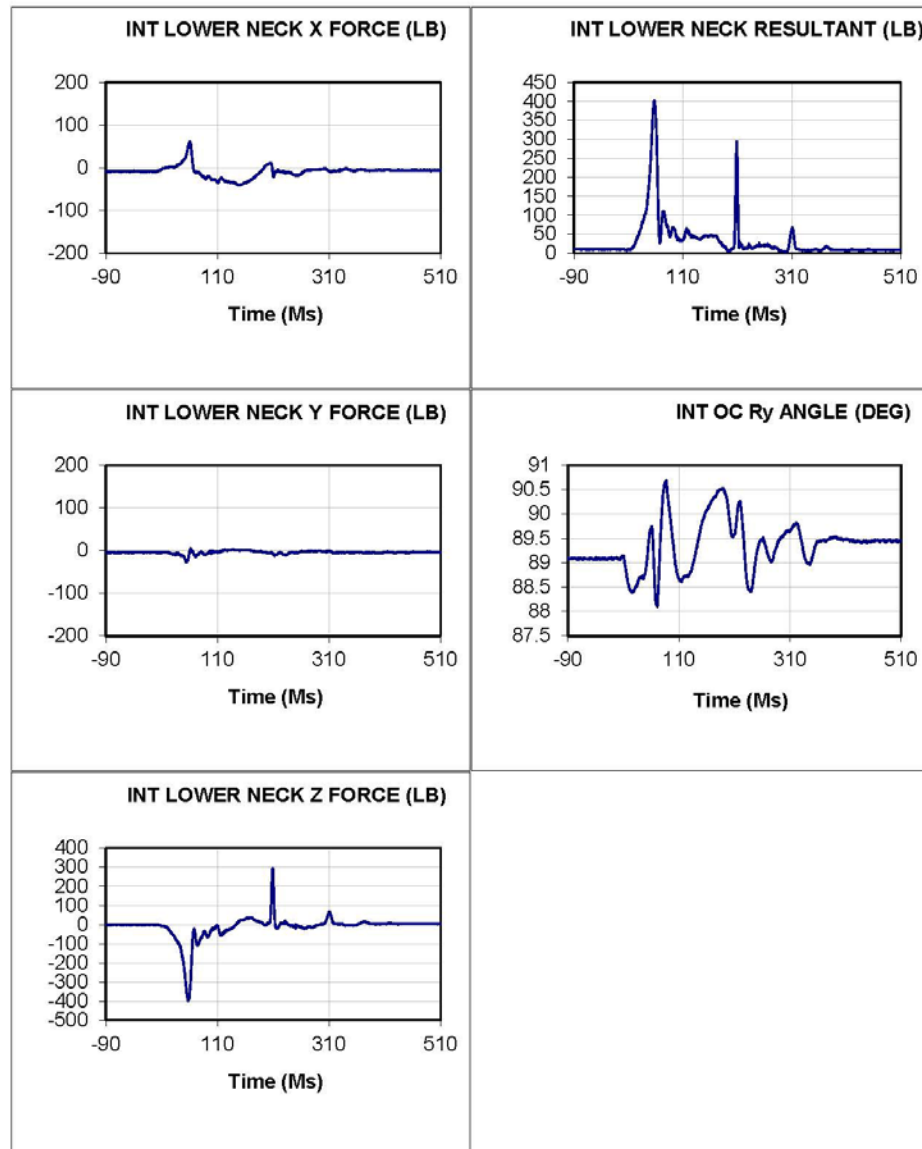 INT LOWER NECK X FORCE (LB)
200
100
0
-100
-200
-90 110 310 510
Time (Ms)
INT LOWER NECK RESULTANT (LB)
450
400
350
300
250
200
150
100
50
0
-90 110 310 510
Time (Ms)
INT LOWER NECK Y FORCE (LB)
200
100
0
-100
-200
-90 110 310 510
Time (Ms)
INT OC Ry ANGLE (DEG)
91
90.5
90
89.5
89
88.5
88
87.5
-90 110 310 510
Time (Ms)
INT LOWER NECK Z FORCE (LB)
400
300
200
100
0
-100
-200
-300
-400
-500
-90 110 310 510
Time (Ms)